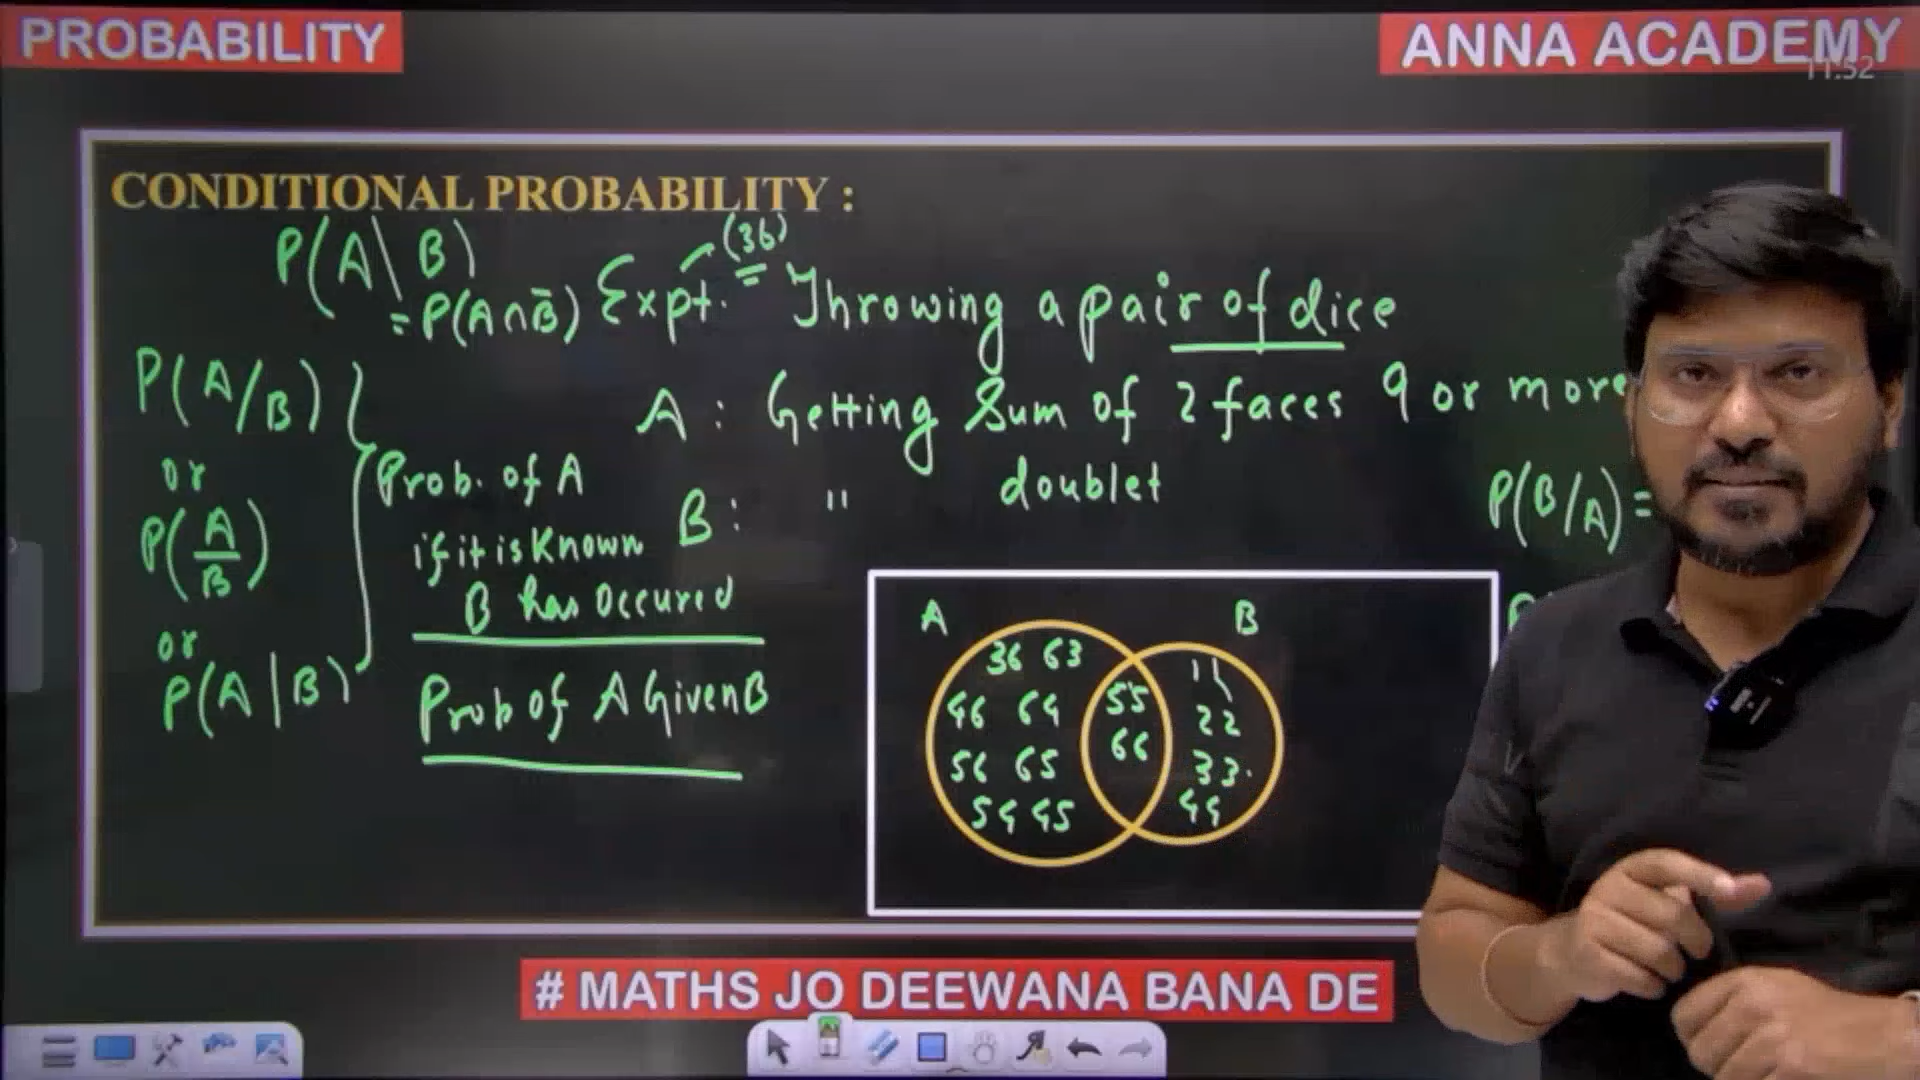 PROBABILITY
ANNA ACADEMY
11:52
CONDITIONAL PROBABILITY :
P(A\B)
= P(A∩B̄)
Expt. (36) Throwing a pair of dice
A : Getting Sum of 2 faces 9 or more
B : " doublet
P(A/B)
or
P(A/B)
or
P(A|B)
Prob. of A
if it is known
B has occured
Prob of A Given B
P(B/A) =
A
B
36 63
46 64
56 65
54 45
55
66
11
22
33
44
# MATHS JO DEEWANA BANA DE